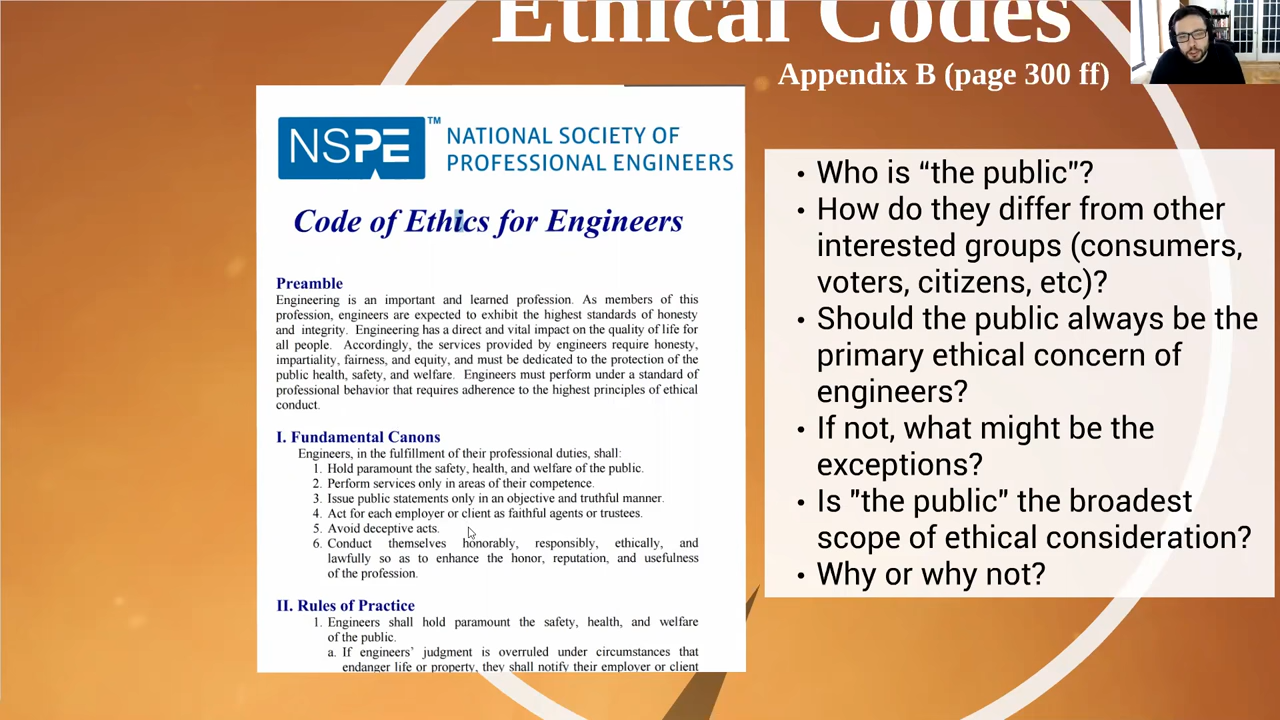 Ethical Codes
Appendix B (page 300 ff)
NSPE™
NATIONAL SOCIETY OF
PROFESSIONAL ENGINEERS
Code of Ethics for Engineers
Preamble
Engineering is an important and learned profession. As members of this
profession, engineers are expected to exhibit the highest standards of honesty
and integrity. Engineering has a direct and vital impact on the quality of life for
all people. Accordingly, the services provided by engineers require honesty,
impartiality, fairness, and equity, and must be dedicated to the protection of the
public health, safety, and welfare. Engineers must perform under a standard of
professional behavior that requires adherence to the highest principles of ethical
conduct.
I. Fundamental Canons
Engineers, in the fulfillment of their professional duties, shall:
1. Hold paramount the safety, health, and welfare of the public.
2. Perform services only in areas of their competence.
3. Issue public statements only in an objective and truthful manner.
4. Act for each employer or client as faithful agents or trustees.
5. Avoid deceptive acts.
6. Conduct themselves honorably, responsibly, ethically, and
lawfully so as to enhance the honor, reputation, and usefulness
of the profession.
II. Rules of Practice
1. Engineers shall hold paramount the safety, health, and welfare
of the public.
a. If engineers' judgment is overruled under circumstances that
endanger life or property, they shall notify their employer or client
• Who is “the public”?
• How do they differ from other
interested groups (consumers,
voters, citizens, etc)?
• Should the public always be the
primary ethical concern of
engineers?
• If not, what might be the
exceptions?
• Is "the public" the broadest
scope of ethical consideration?
• Why or why not?